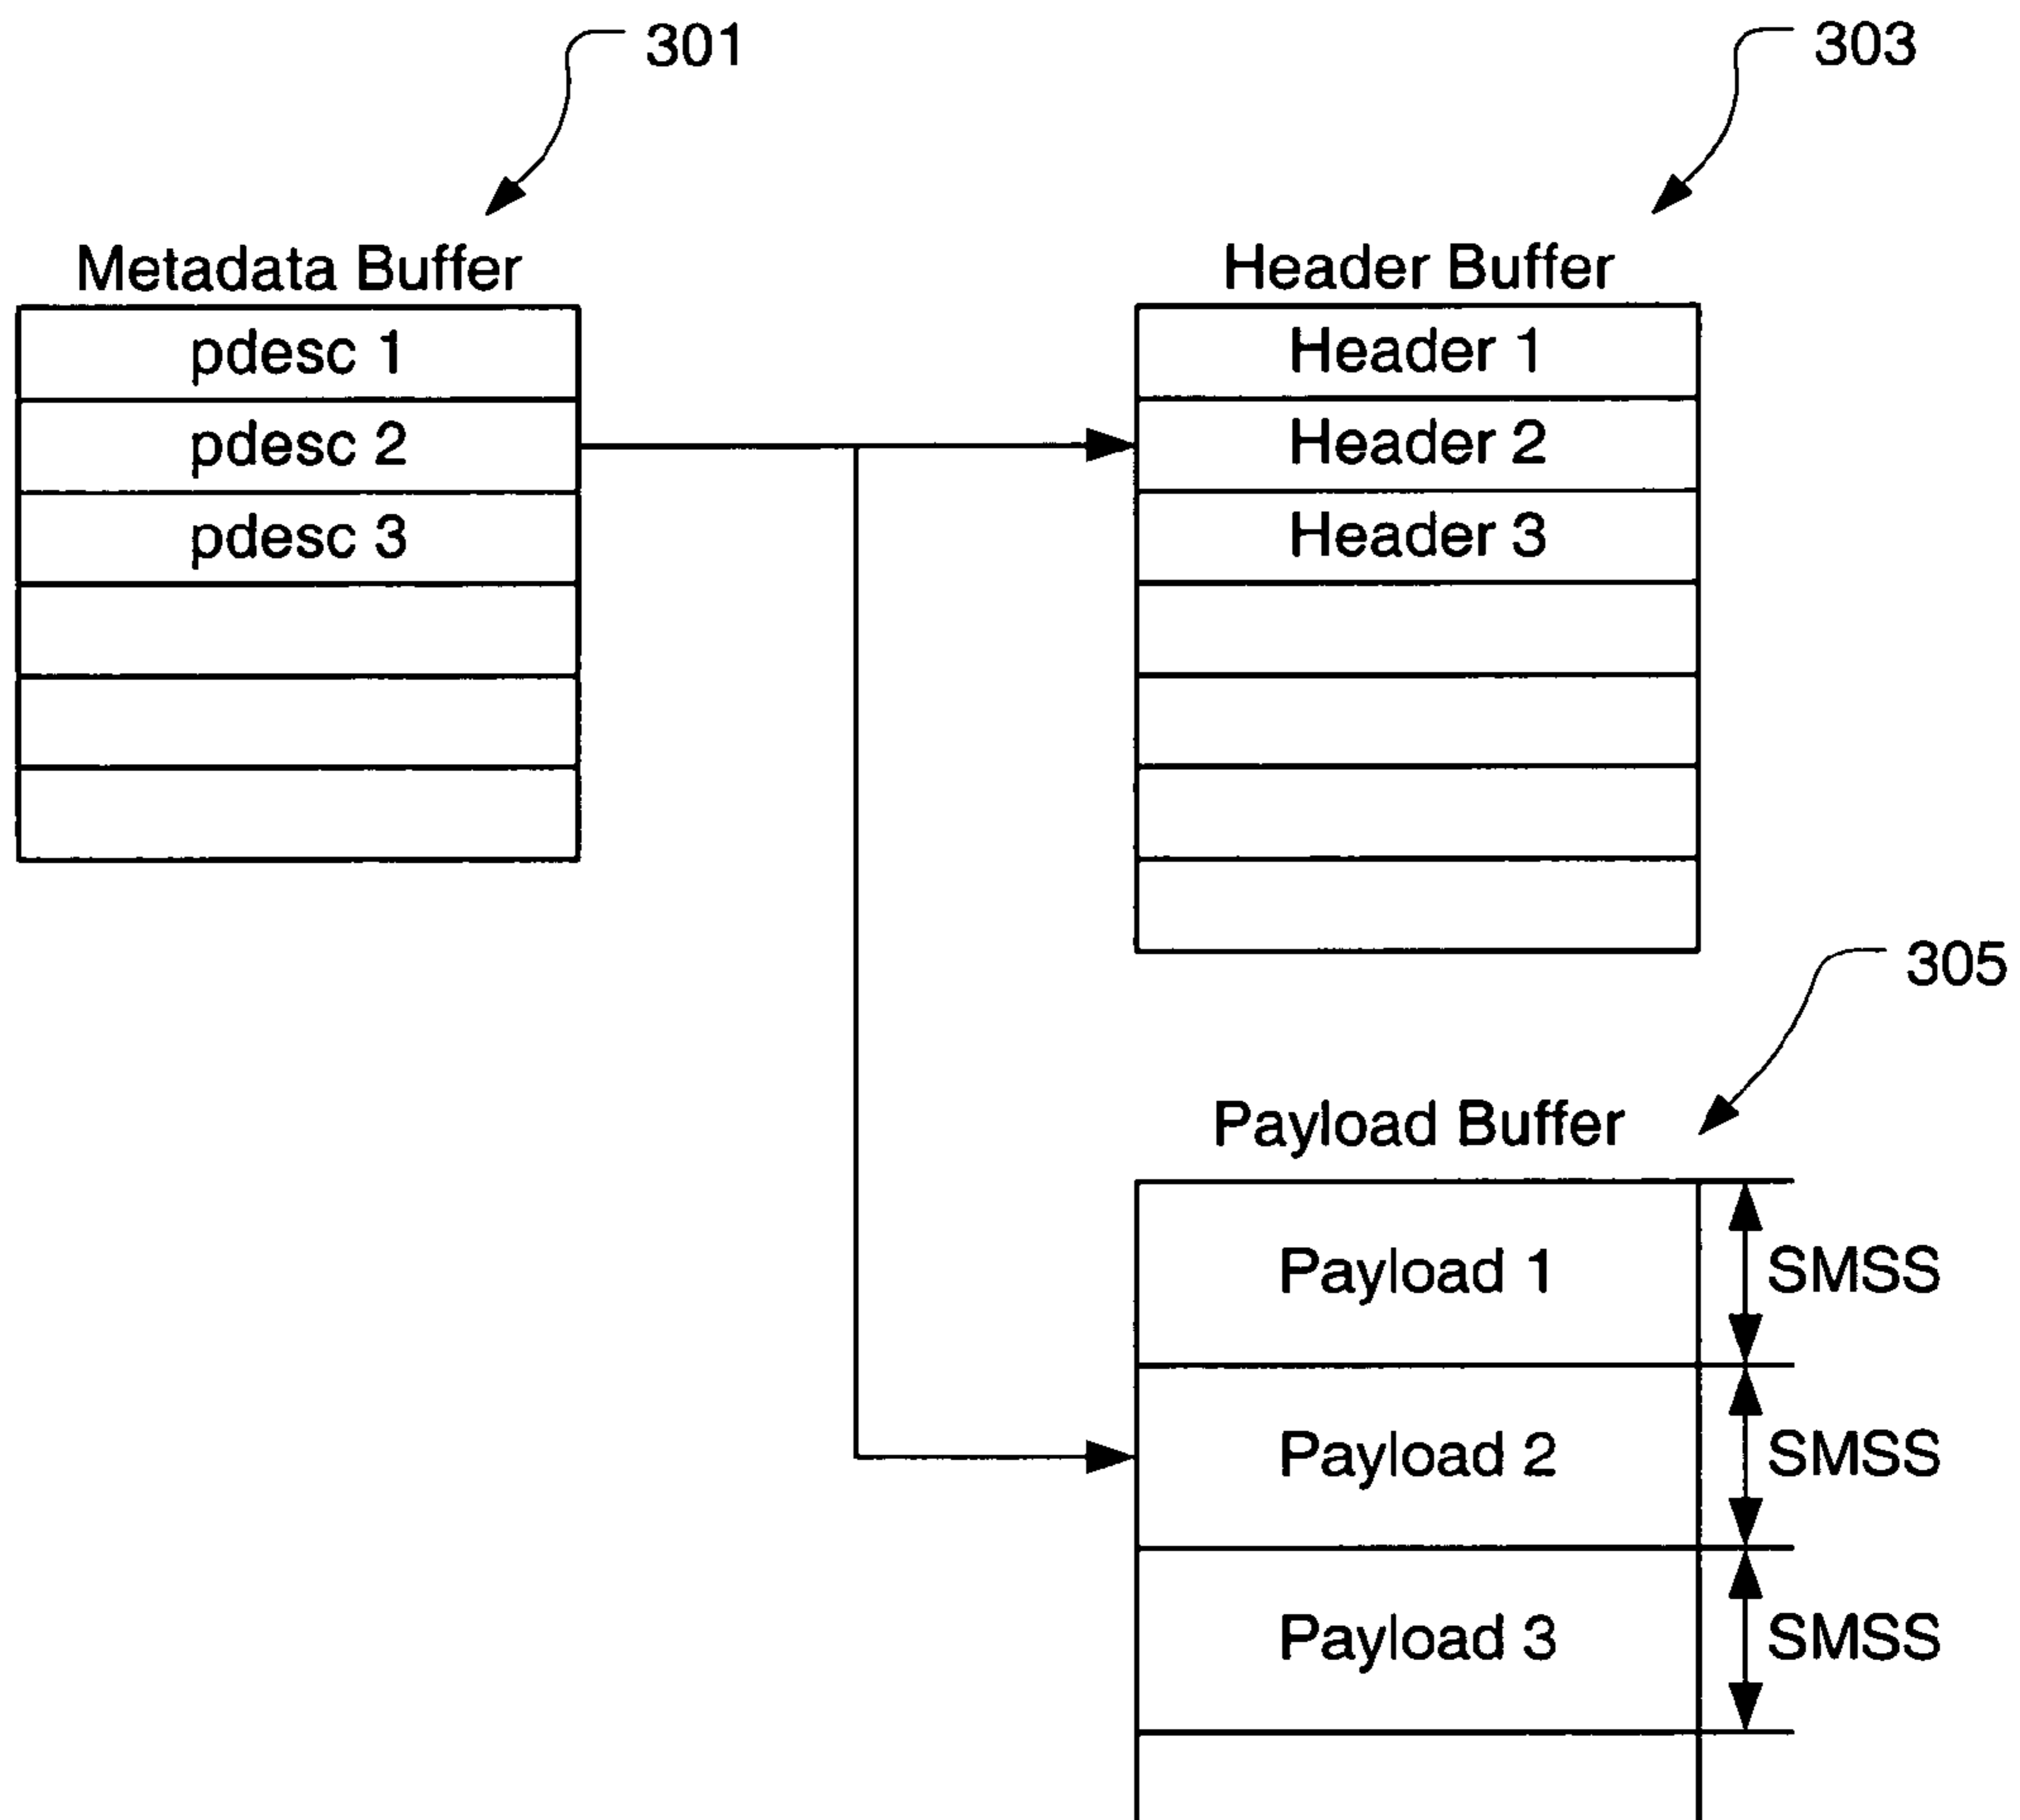 301
303
Metadata Buffer
pdesc 1
pdesc 2
pdesc 3
Header Buffer
Header 1
Header 2
Header 3
305
Payload Buffer
Payload 1
SMSS
Payload 2
SMSS
Payload 3
SMSS